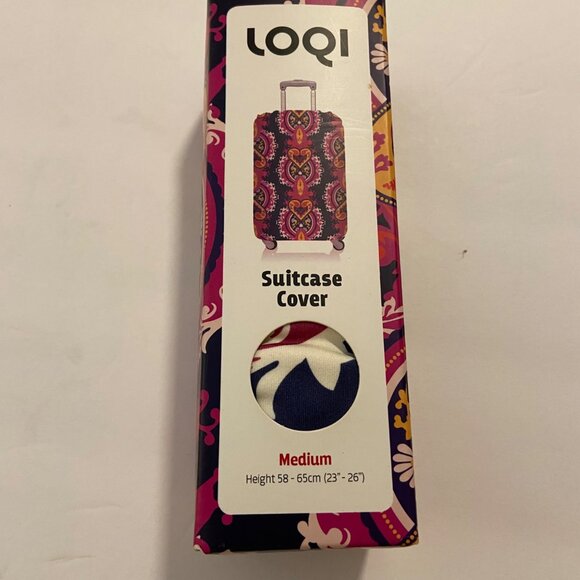 LOQI
Suitcase
Cover
Medium
Height 58 - 65cm (23" - 26")